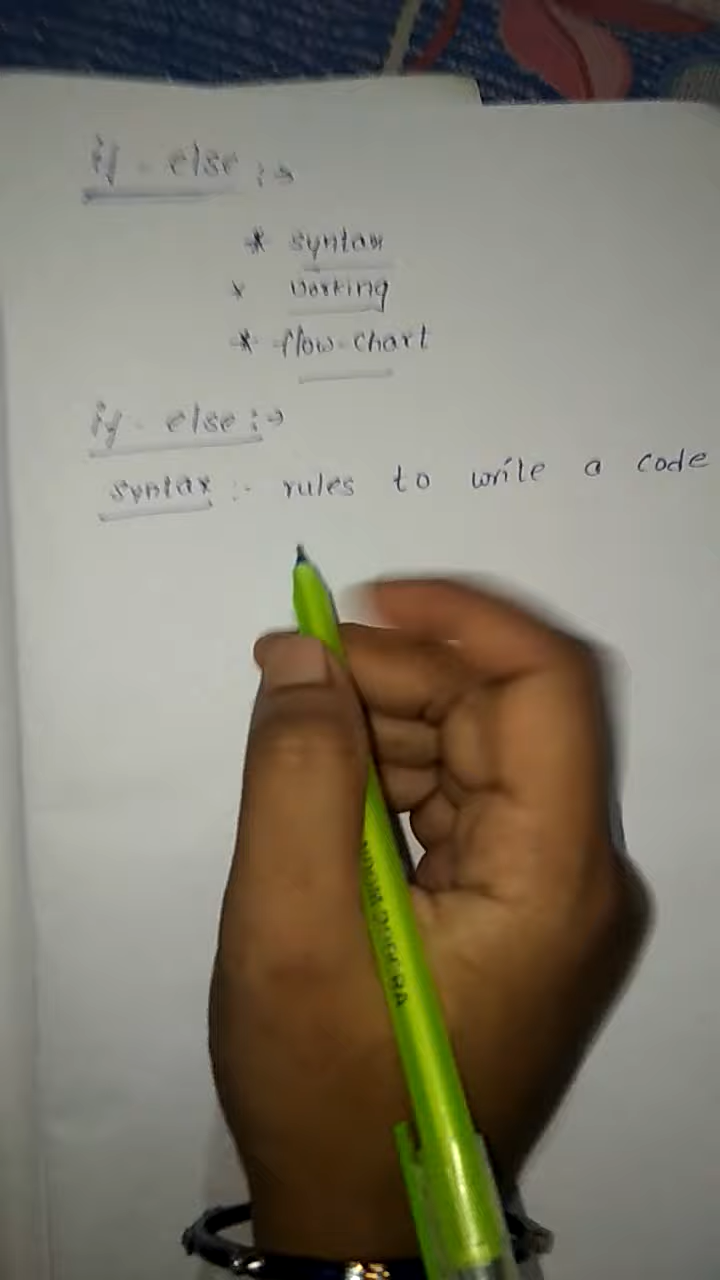 if - else :→
* syntax
* working
* flow-chart
if - else :→
syntax :- rules to write a code